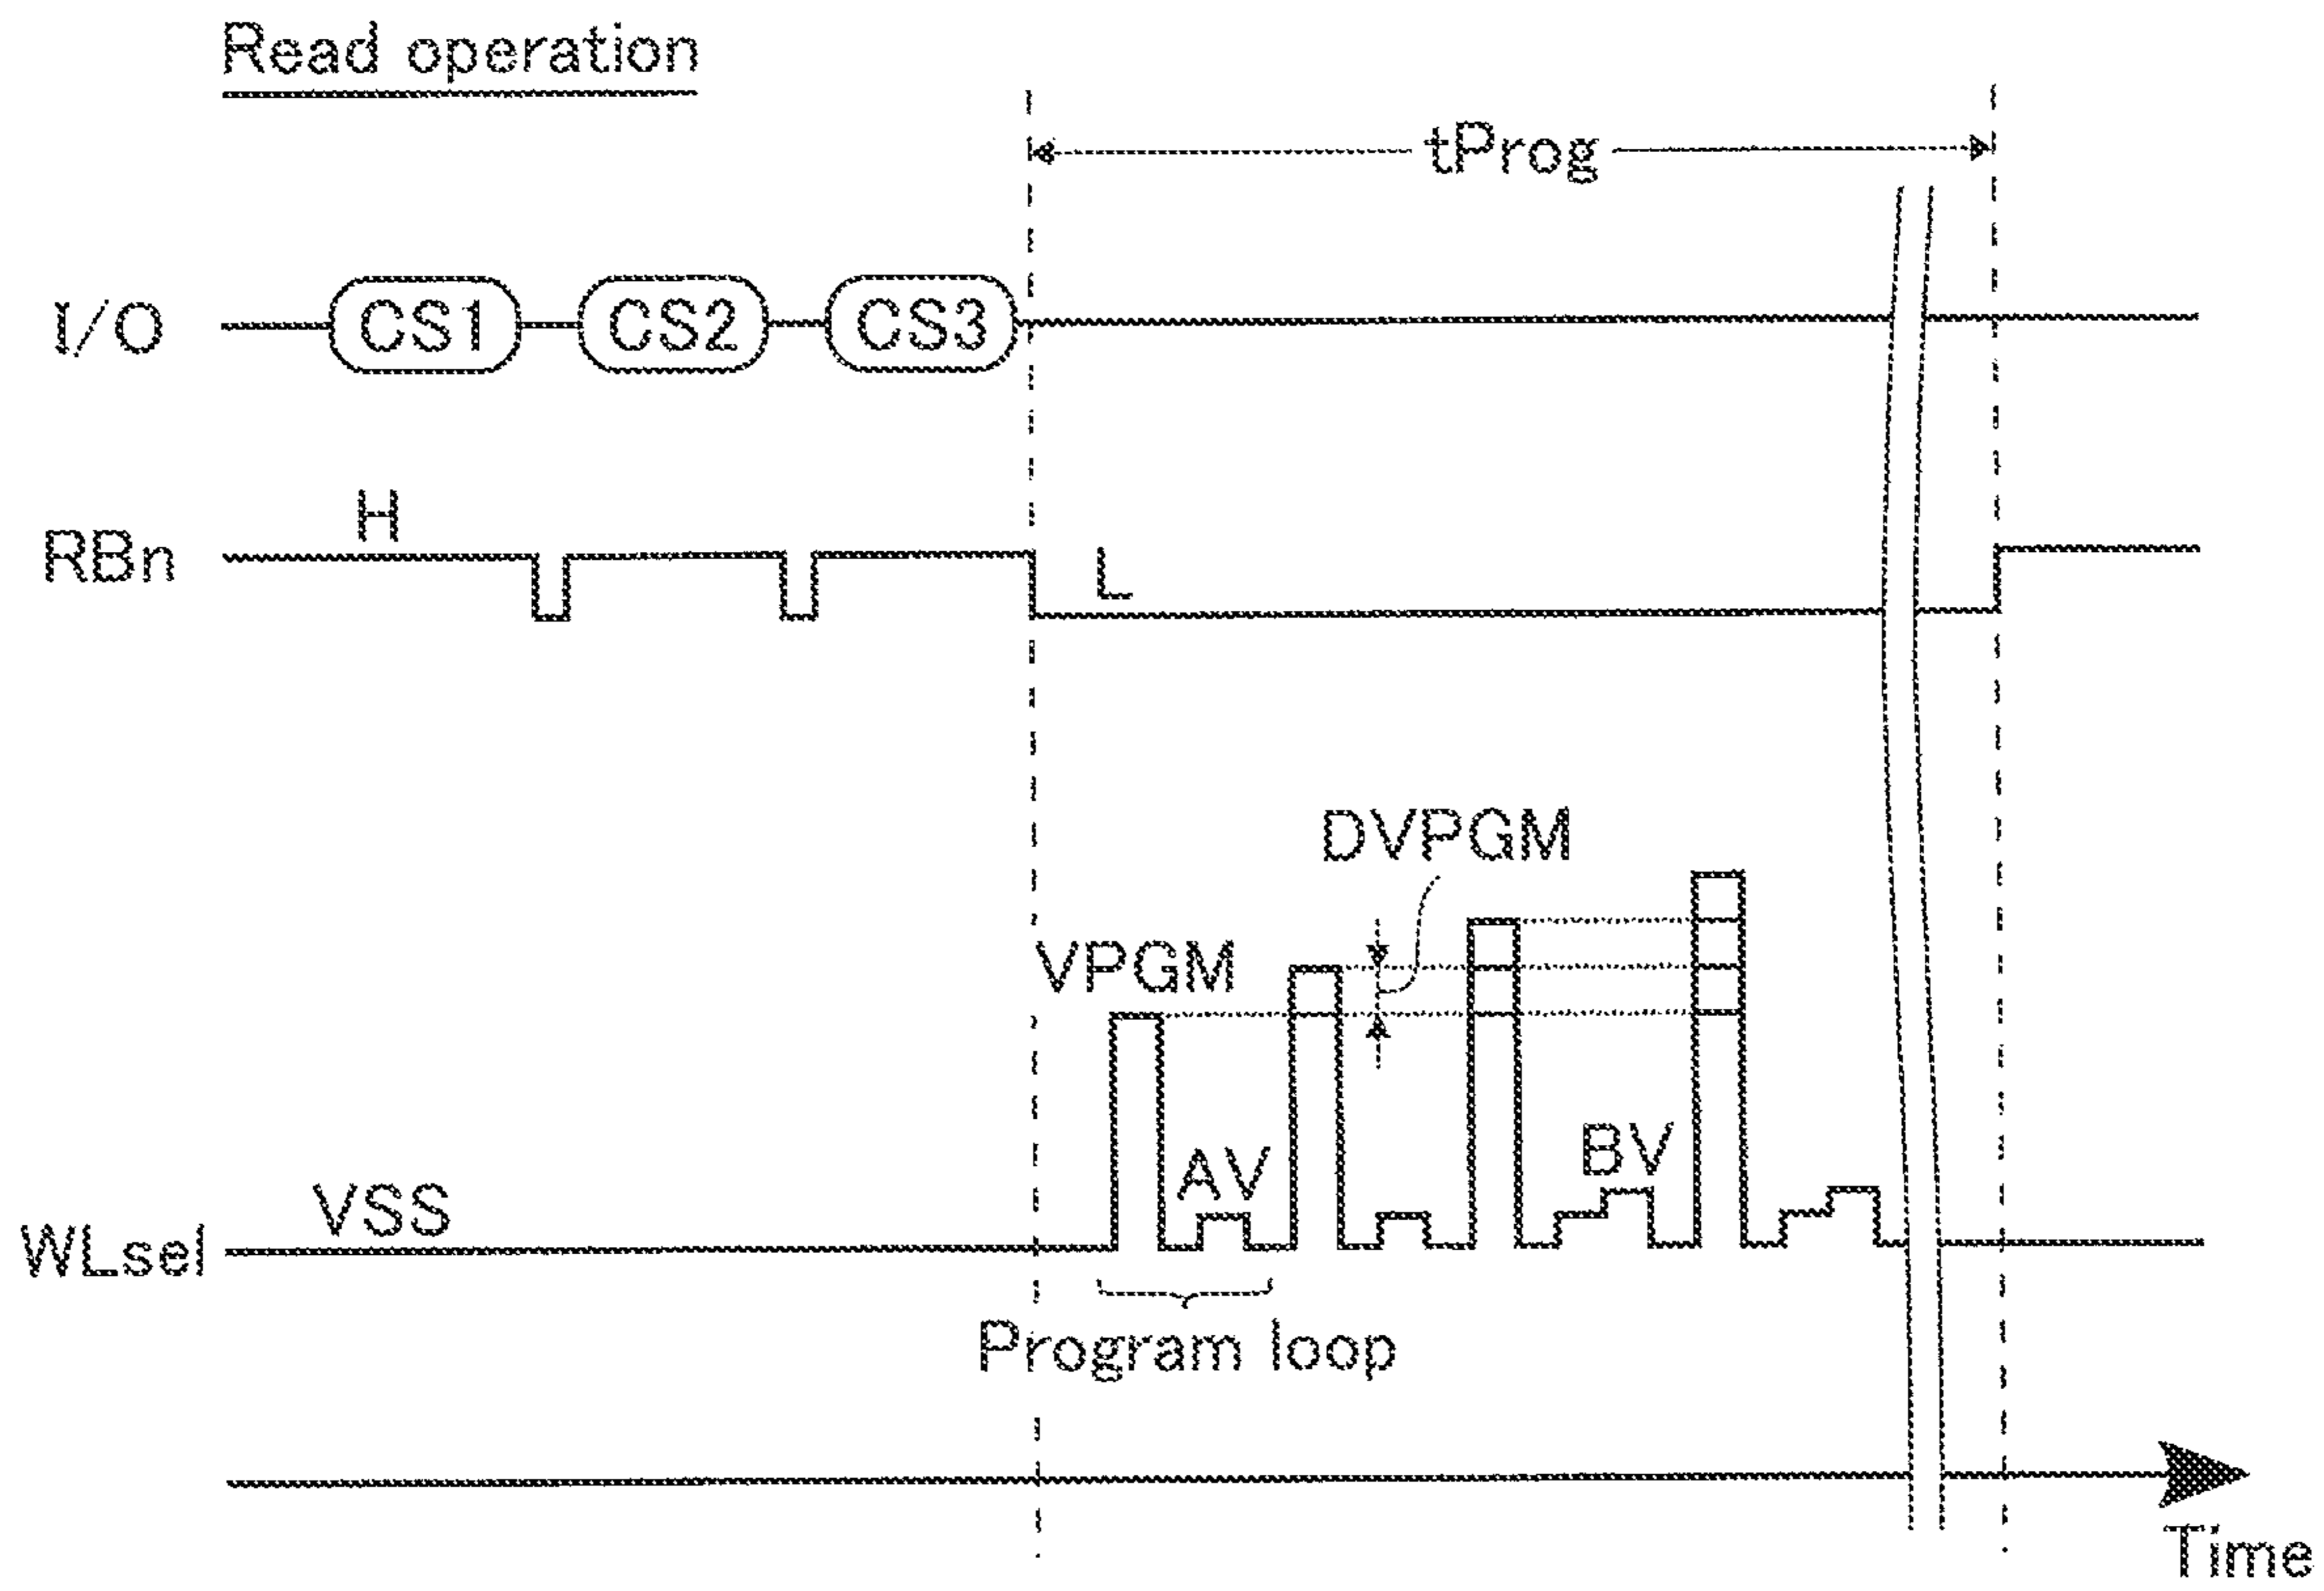 Read operation
tProg
I/O
CS1
CS2
CS3
H
RBn
L
DVPGM
VPGM
AV
BV
VSS
WLsel
Program loop
Time